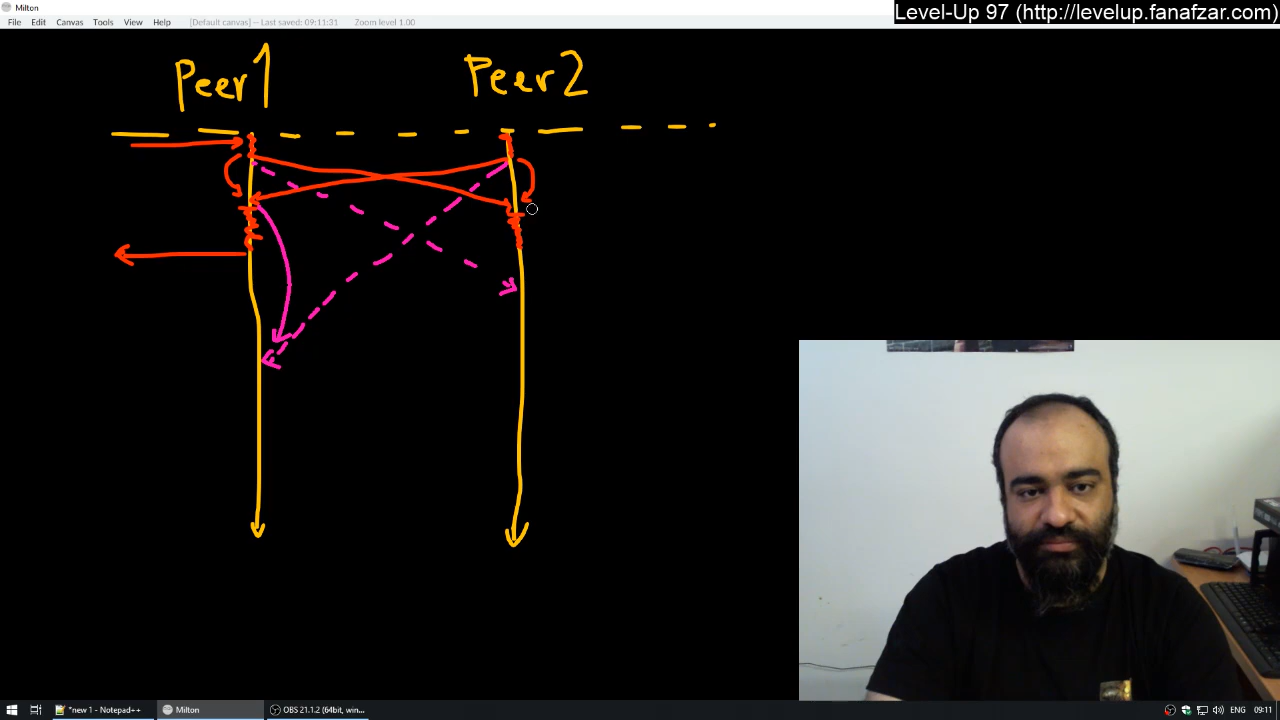 Milton
Level-Up 97 (http://levelup.fanafzar.com)
File Edit Canvas Tools View Help [Default canvas] -- Last saved: 09:11:31 Zoom level 1.00
Peer1 Peer2
*new 1 - Notepad++ Milton OBS 21.1.2 (64bit, win... ENG 09:11